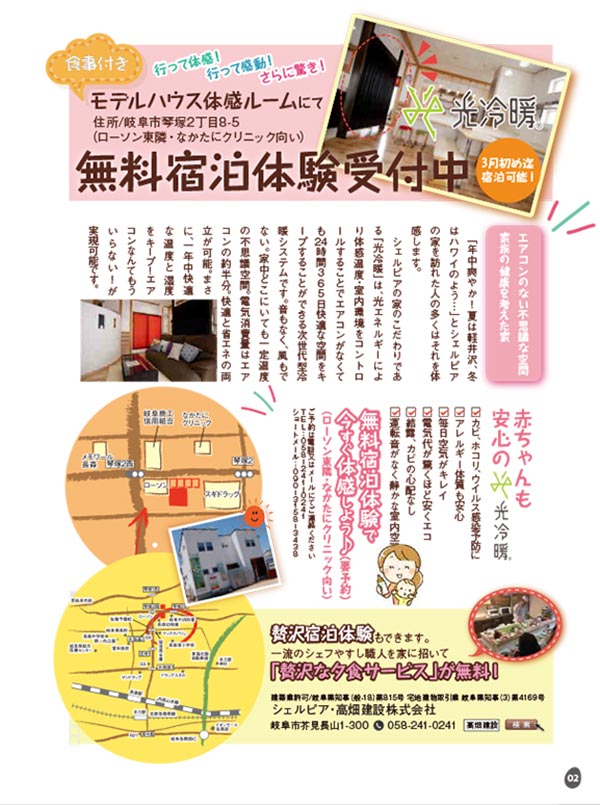 食事付き
行って体感!
行って感動!
さらに驚き!
モデルハウス体感ルームにて
住所/岐阜市琴塚2丁目8-5
(ローソン東隣・なかたにクリニック向い)
無料宿泊体験受付中
光冷暖®
3月初め迄
宿泊可能!
エアコンのない不思議な空間
家族の健康を考えた家
「一年中爽やか!夏は軽井沢、冬
はハワイのよう…!」とシェルピア
の家を訪れた人の多くはそれを体
感します。
シェルピアの家のこだわりであ
る「光冷暖」は、光エネルギーによ
り体感温度・室内環境をコントロ
ールすることでエアコンがなくて
も24時間365日快適な空間をキ
ープすることができる次世代型冷
暖システムです。音もなく、風もで
ない。家中どこにいても一定温度
の不思議空間。電気消費量はエア
コンの約半分。快適と省エネの両
立が可能。まさ
に、一年中快適
な温度と湿度
をキープ!エア
コンなんてもう
いらない!が
実現可能です。
赤ちゃんも
安心の光冷暖®
カビ、ホコリ、ウイルス感染予防に
アレルギー体質も安心
毎日空気がキレイ
電気代が驚くほど安くエコ
結露、カビの心配なし
運転音がなく静かな室内空
無料宿泊体験で
今すぐ体感しよう♪(要予約)
(ローソン東隣・なかたにクリニック向い)
ご予約は電話又はメールにてご連絡ください
TEL:058-241-0241
ショートメール:090-3158-3438
岐阜商工
信用組合
なかたに
クリニック
メモワール
長森
琴塚2西
琴塚2
ローソン
スギドラッグ
贅沢宿泊体験もできます。
一流のシェフやすし職人を家に招いて
「贅沢な夕食サービス」が無料!
建築業許可/岐阜県知事(般-18)第815号 宅地建物取引業 岐阜県知事(3)第4169号
シェルピア・高畑建設株式会社
岐阜市芥見長山1-300 058-241-0241
高畑建設 検索
02